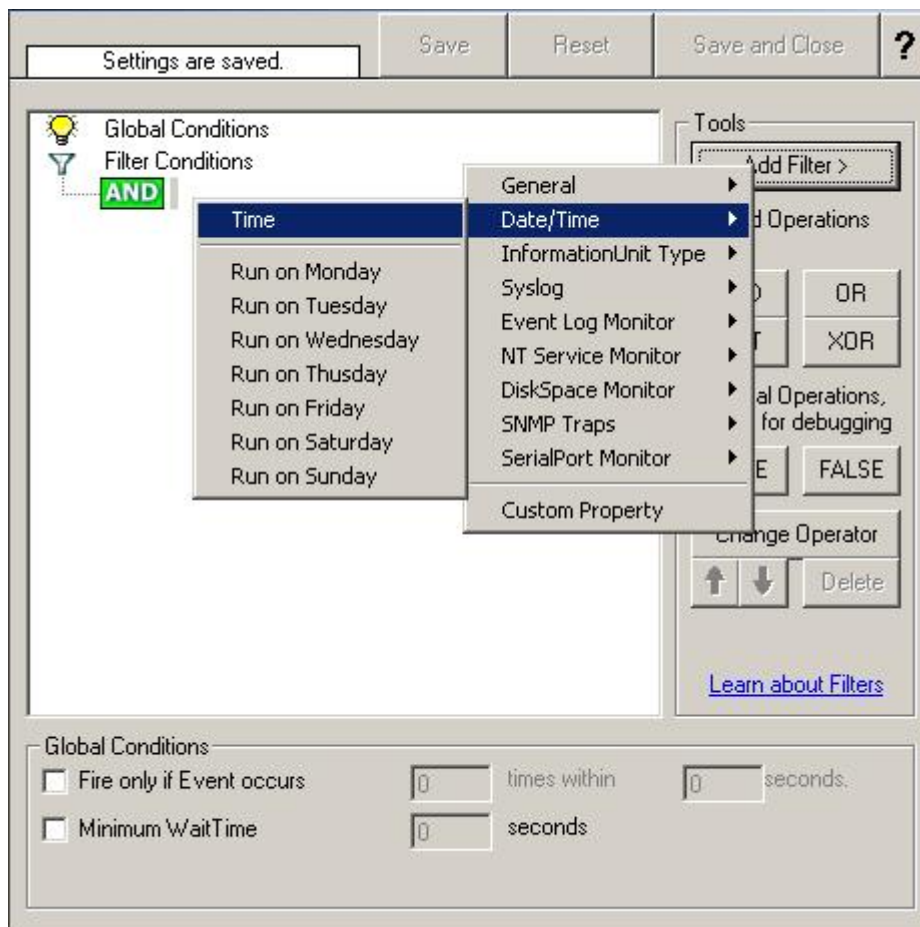 Settings are saved.
Save
Reset
Save and Close
?
Global Conditions
Filter Conditions
AND
Time
Run on Monday
Run on Tuesday
Run on Wednesday
Run on Thusday
Run on Friday
Run on Saturday
Run on Sunday
General
Date/Time
InformationUnit Type
Syslog
Event Log Monitor
NT Service Monitor
DiskSpace Monitor
SNMP Traps
SerialPort Monitor
Custom Property
Tools
Filter >
Operations
OR
XOR
Operations,
for debugging
FALSE
Change Operator
Delete
Learn about Filters
Global Conditions
Fire only if Event occurs
0
times within
0
seconds.
Minimum WaitTime
0
seconds